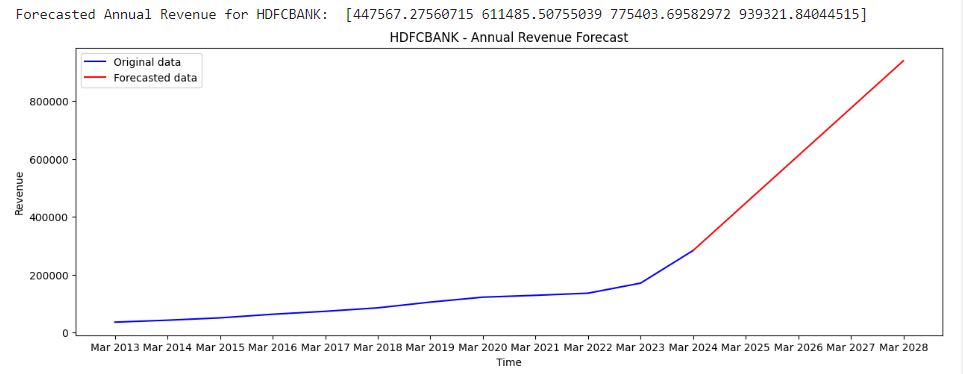 Forecasted Annual Revenue for HDFCBANK:  [447567.27560715 611485.50755039 775403.69582972 939321.84044515]
HDFCBANK - Annual Revenue Forecast
Original data
Forecasted data
800000
600000
400000
200000
0
Revenue
Mar 2013 Mar 2014 Mar 2015 Mar 2016 Mar 2017 Mar 2018 Mar 2019 Mar 2020 Mar 2021 Mar 2022 Mar 2023 Mar 2024 Mar 2025 Mar 2026 Mar 2027 Mar 2028
Time